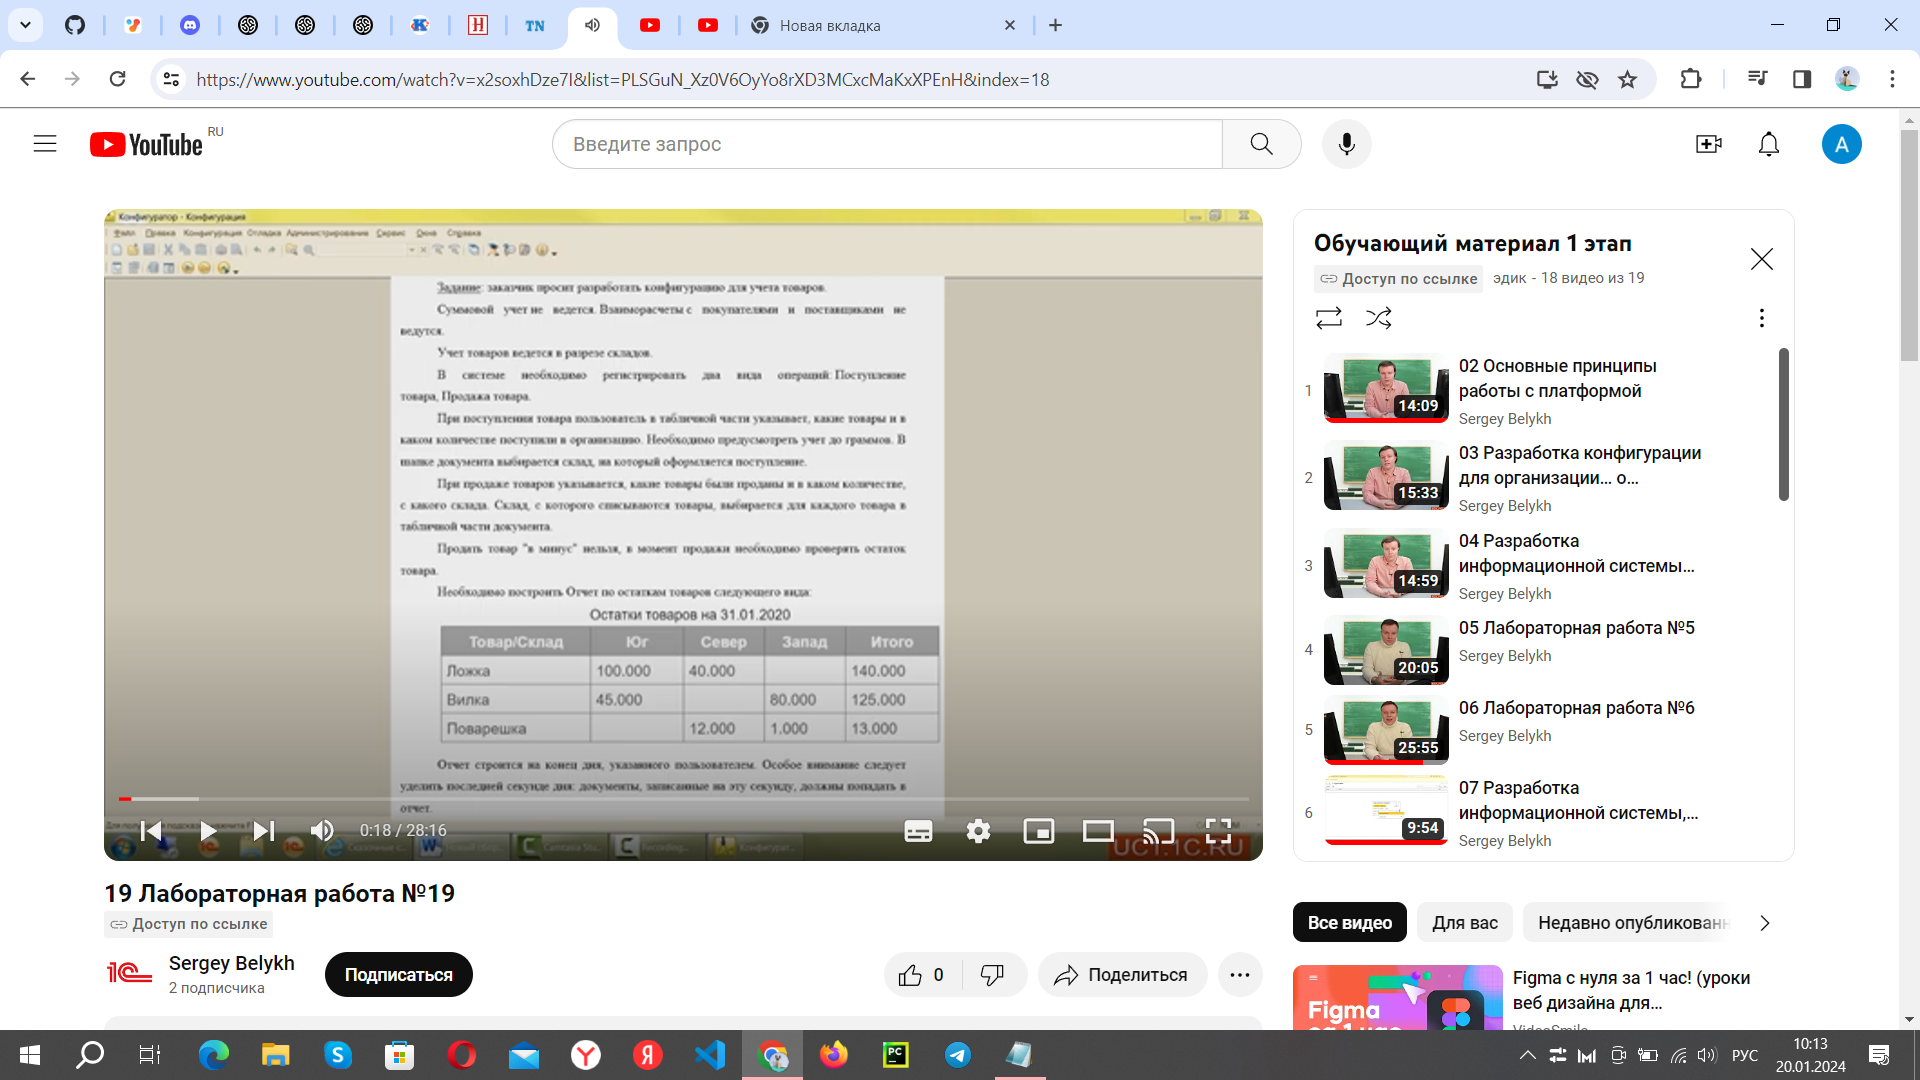 Новая вкладка
https://www.youtube.com/watch?v=x2soxhDze7I&list=PLSGuN_Xz0V6OyYo8rXD3MCxcMaKxXPEnH&index=18
YouTube RU
Введите запрос
А
Конфигуратор - Конфигурация
Файл Правка Конфигурация Отладка Администрирование Сервис Окна Справка
Задание: заказчик просит разработать конфигурацию для учета товаров.
Суммовой учет не ведется. Взаиморасчеты с покупателями и поставщиками не
ведутся.
Учет товаров ведется в разрезе складов.
В системе необходимо регистрировать два вида операций: Поступление
товара, Продажа товара.
При поступлении товара пользователь в табличной части указывает, какие товары и в
каком количестве поступили в организацию. Необходимо предусмотреть учет до граммов. В
шапке документа выбирается склад, на который оформляется поступление.
При продаже товаров указывается, какие товары были проданы и в каком количестве,
с какого склада. Склад, с которого списываются товары, выбирается для каждого товара в
табличной части документа.
Продать товар "в минус" нельзя, в момент продажи необходимо проверять остаток
товара.
Необходимо построить Отчет по остаткам товаров следующего вида:
Остатки товаров на 31.01.2020
Товар/Склад Юг Север Запад Итого
Ложка 100.000 40.000 140.000
Вилка 45.000 80.000 125.000
Поварешка 12.000 1.000 13.000
Отчет строится на конец дня, указанного пользователем. Особое внимание следует
уделить последней секунде дня: документы, записанные на эту секунду, должны попадать в
отчет.
0:18 / 28:16
UC1.1C.RU
19 Лабораторная работа №19
Доступ по ссылке
Sergey Belykh
2 подписчика
Подписаться
0
Поделиться
Обучающий материал 1 этап
Доступ по ссылке эдик - 18 видео из 19
1
14:09
02 Основные принципы
работы с платформой
Sergey Belykh
2
15:33
03 Разработка конфигурации
для организации… о…
Sergey Belykh
3
14:59
04 Разработка
информационной системы…
Sergey Belykh
4
20:05
05 Лабораторная работа №5
Sergey Belykh
5
25:55
06 Лабораторная работа №6
Sergey Belykh
6
9:54
07 Разработка
информационной системы,…
Sergey Belykh
Все видео Для вас Недавно опубликован
Figma
Figma с нуля за 1 час! (уроки
веб дизайна для…
РУС
10:13
20.01.2024